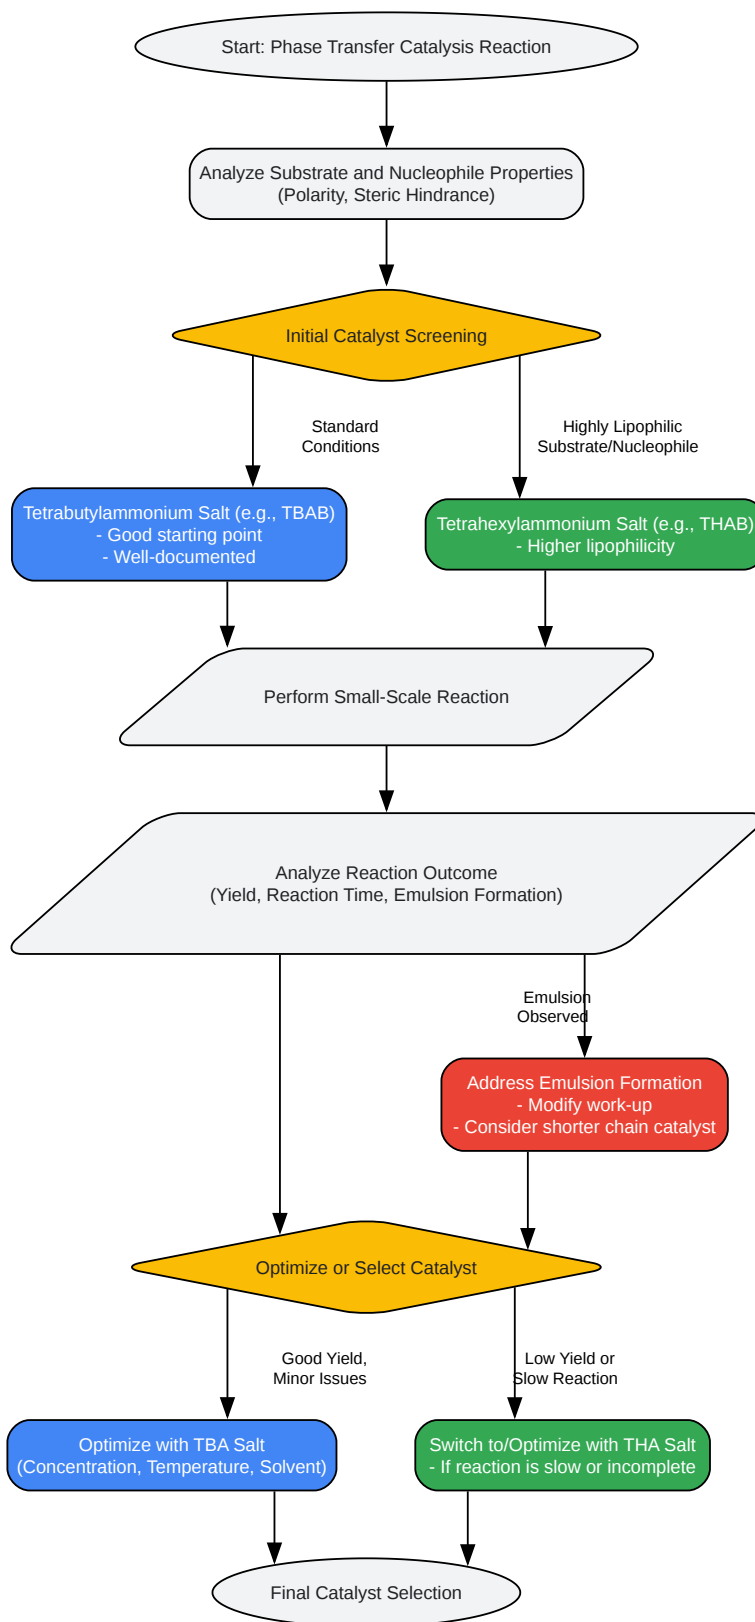 Start: Phase Transfer Catalysis Reaction
Analyze Substrate and Nucleophile Properties
(Polarity, Steric Hindrance)
Initial Catalyst Screening
Standard
Conditions
Highly Lipophilic
Substrate/Nucleophile
Tetrabutylammonium Salt (e.g., TBAB)
- Good starting point
- Well-documented
Tetrahexylammonium Salt (e.g., THAB)
- Higher lipophilicity
Perform Small-Scale Reaction
Analyze Reaction Outcome
(Yield, Reaction Time, Emulsion Formation)
Emulsion
Observed
Address Emulsion Formation
- Modify work-up
- Consider shorter chain catalyst
Optimize or Select Catalyst
Good Yield,
Minor Issues
Low Yield or
Slow Reaction
Optimize with TBA Salt
(Concentration, Temperature, Solvent)
Switch to/Optimize with THA Salt
- If reaction is slow or incomplete
Final Catalyst Selection